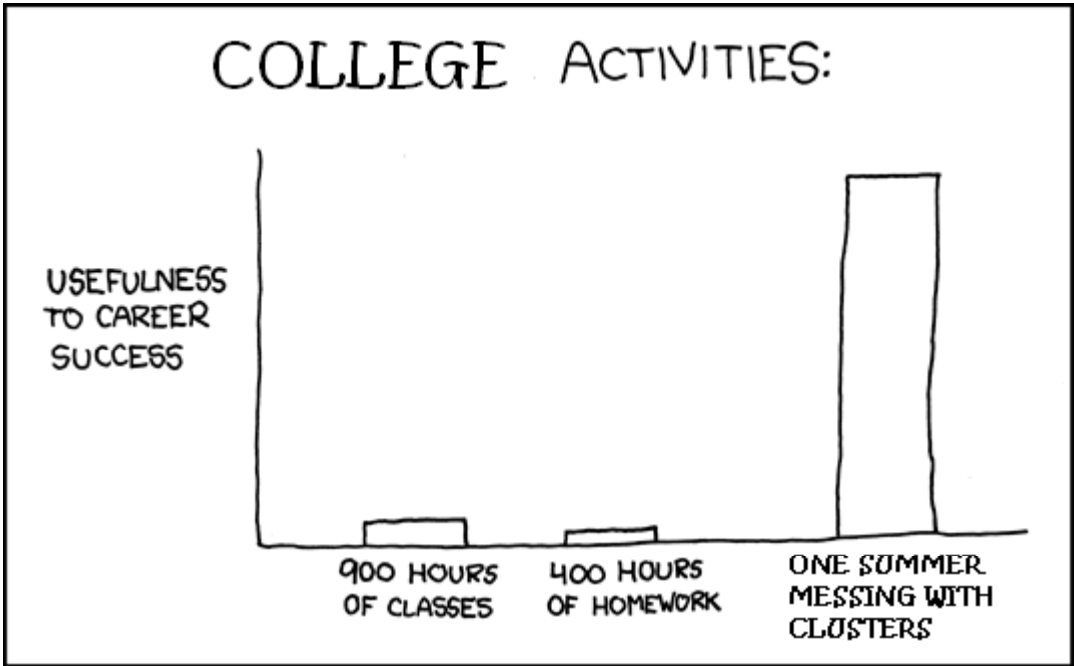 COLLEGE ACTIVITIES:
USEFULNESS
TO CAREER
SUCCESS
900 HOURS
OF CLASSES
400 HOURS
OF HOMEWORK
ONE SUMMER
MESSING WITH
CLUSTERS